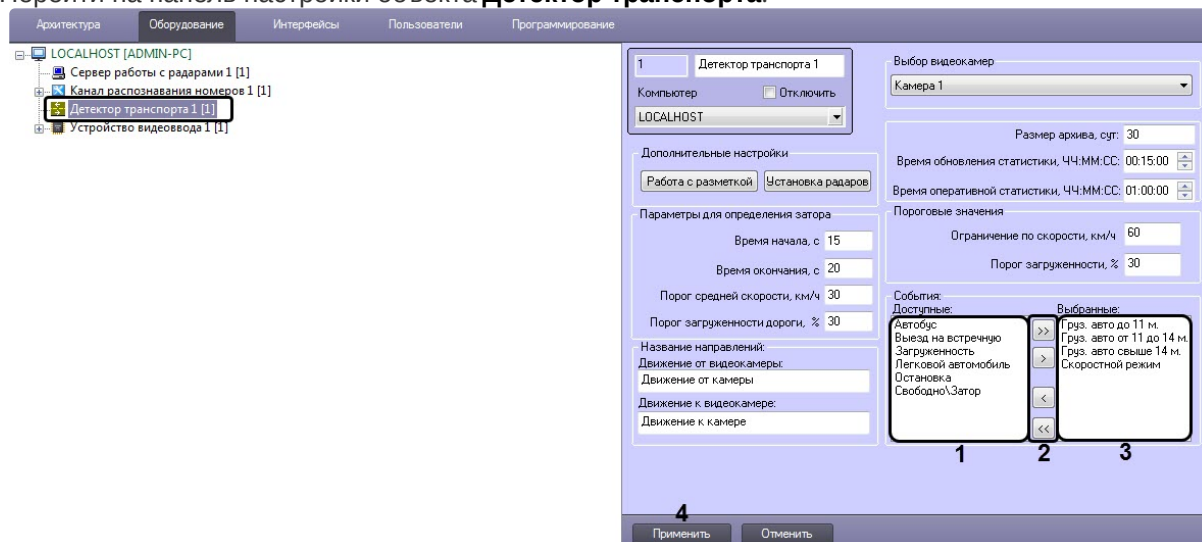 Перейти на панель настройки объекта Детектор транспорта.
Архитектура Оборудование Интерфейсы Пользователи Программирование
LOCALHOST [ADMIN-PC]
Сервер работы с радарами 1 [1]
Канал распознавания номеров 1 [1]
Детектор транспорта 1 [1]
Устройство видеоввода 1 [1]
1 Детектор транспорта 1
Компьютер Отключить
LOCALHOST
Дополнительные настройки
Работа с разметкой Установка радаров
Параметры для определения затора
Время начала, с 15
Время окончания, с 20
Порог средней скорости, км/ч 30
Порог загруженности дороги, % 30
Название направлений:
Движение от видеокамеры:
Движение от камеры
Движение к видеокамере:
Движение к камере
Выбор видеокамер
Камера 1
Размер архива, сут: 30
Время обновления статистики, ЧЧ:ММ:СС: 00:15:00
Время оперативной статистики, ЧЧ:ММ:СС: 01:00:00
Пороговые значения
Ограничение по скорости, км/ч 60
Порог загруженности, % 30
События:
Доступные:
Автобус
Выезд на встречную
Загруженность
Легковой автомобиль
Остановка
Свободно\Затор
>>
>
<
<<
Выбранные:
Груз. авто до 11 м.
Груз. авто от 11 до 14 м.
Груз. авто свыше 14 м.
Скоростной режим
1 2 3
4
Применить Отменить